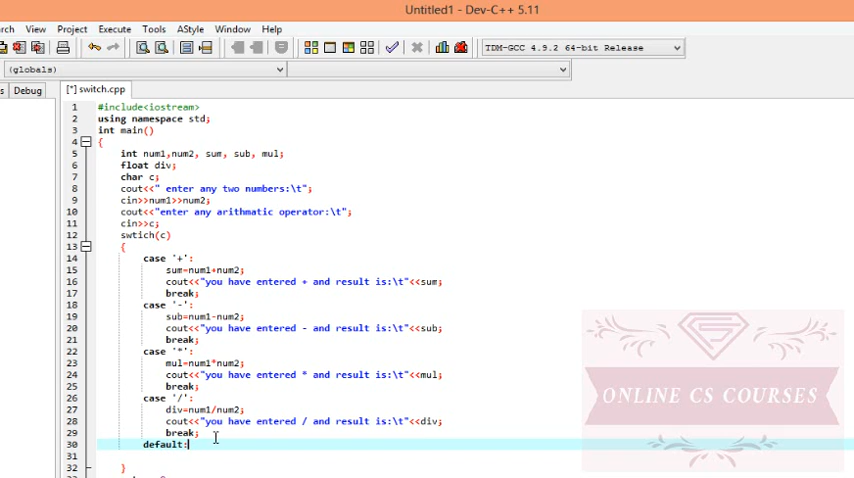 Untitled1 - Dev-C++ 5.11
View Project Execute Tools AStyle Window Help
TDM-GCC 4.9.2 64-bit Release
(globals)
Debug [*] switch.cpp
1 #include<iostream>
2 using namespace std;
3 int main()
4 {
5 int num1,num2, sum, sub, mul;
6 float div;
7 char c;
8 cout<<" enter any two numbers:\t";
9 cin>>num1>>num2;
10 cout<<"enter any arithmatic operator:\t";
11 cin>>c;
12 swtich(c)
13 {
14 case '+':
15 sum=num1+num2;
16 cout<<"you have entered + and result is:\t"<<sum;
17 break;
18 case '-':
19 sub=num1-num2;
20 cout<<"you have entered - and result is:\t"<<sub;
21 break;
22 case '*':
23 mul=num1*num2;
24 cout<<"you have entered * and result is:\t"<<mul;
25 break;
26 case '/':
27 div=num1/num2;
28 cout<<"you have entered / and result is:\t"<<div;
29 break;
30 default:
31
32 }
ONLINE CS COURSES